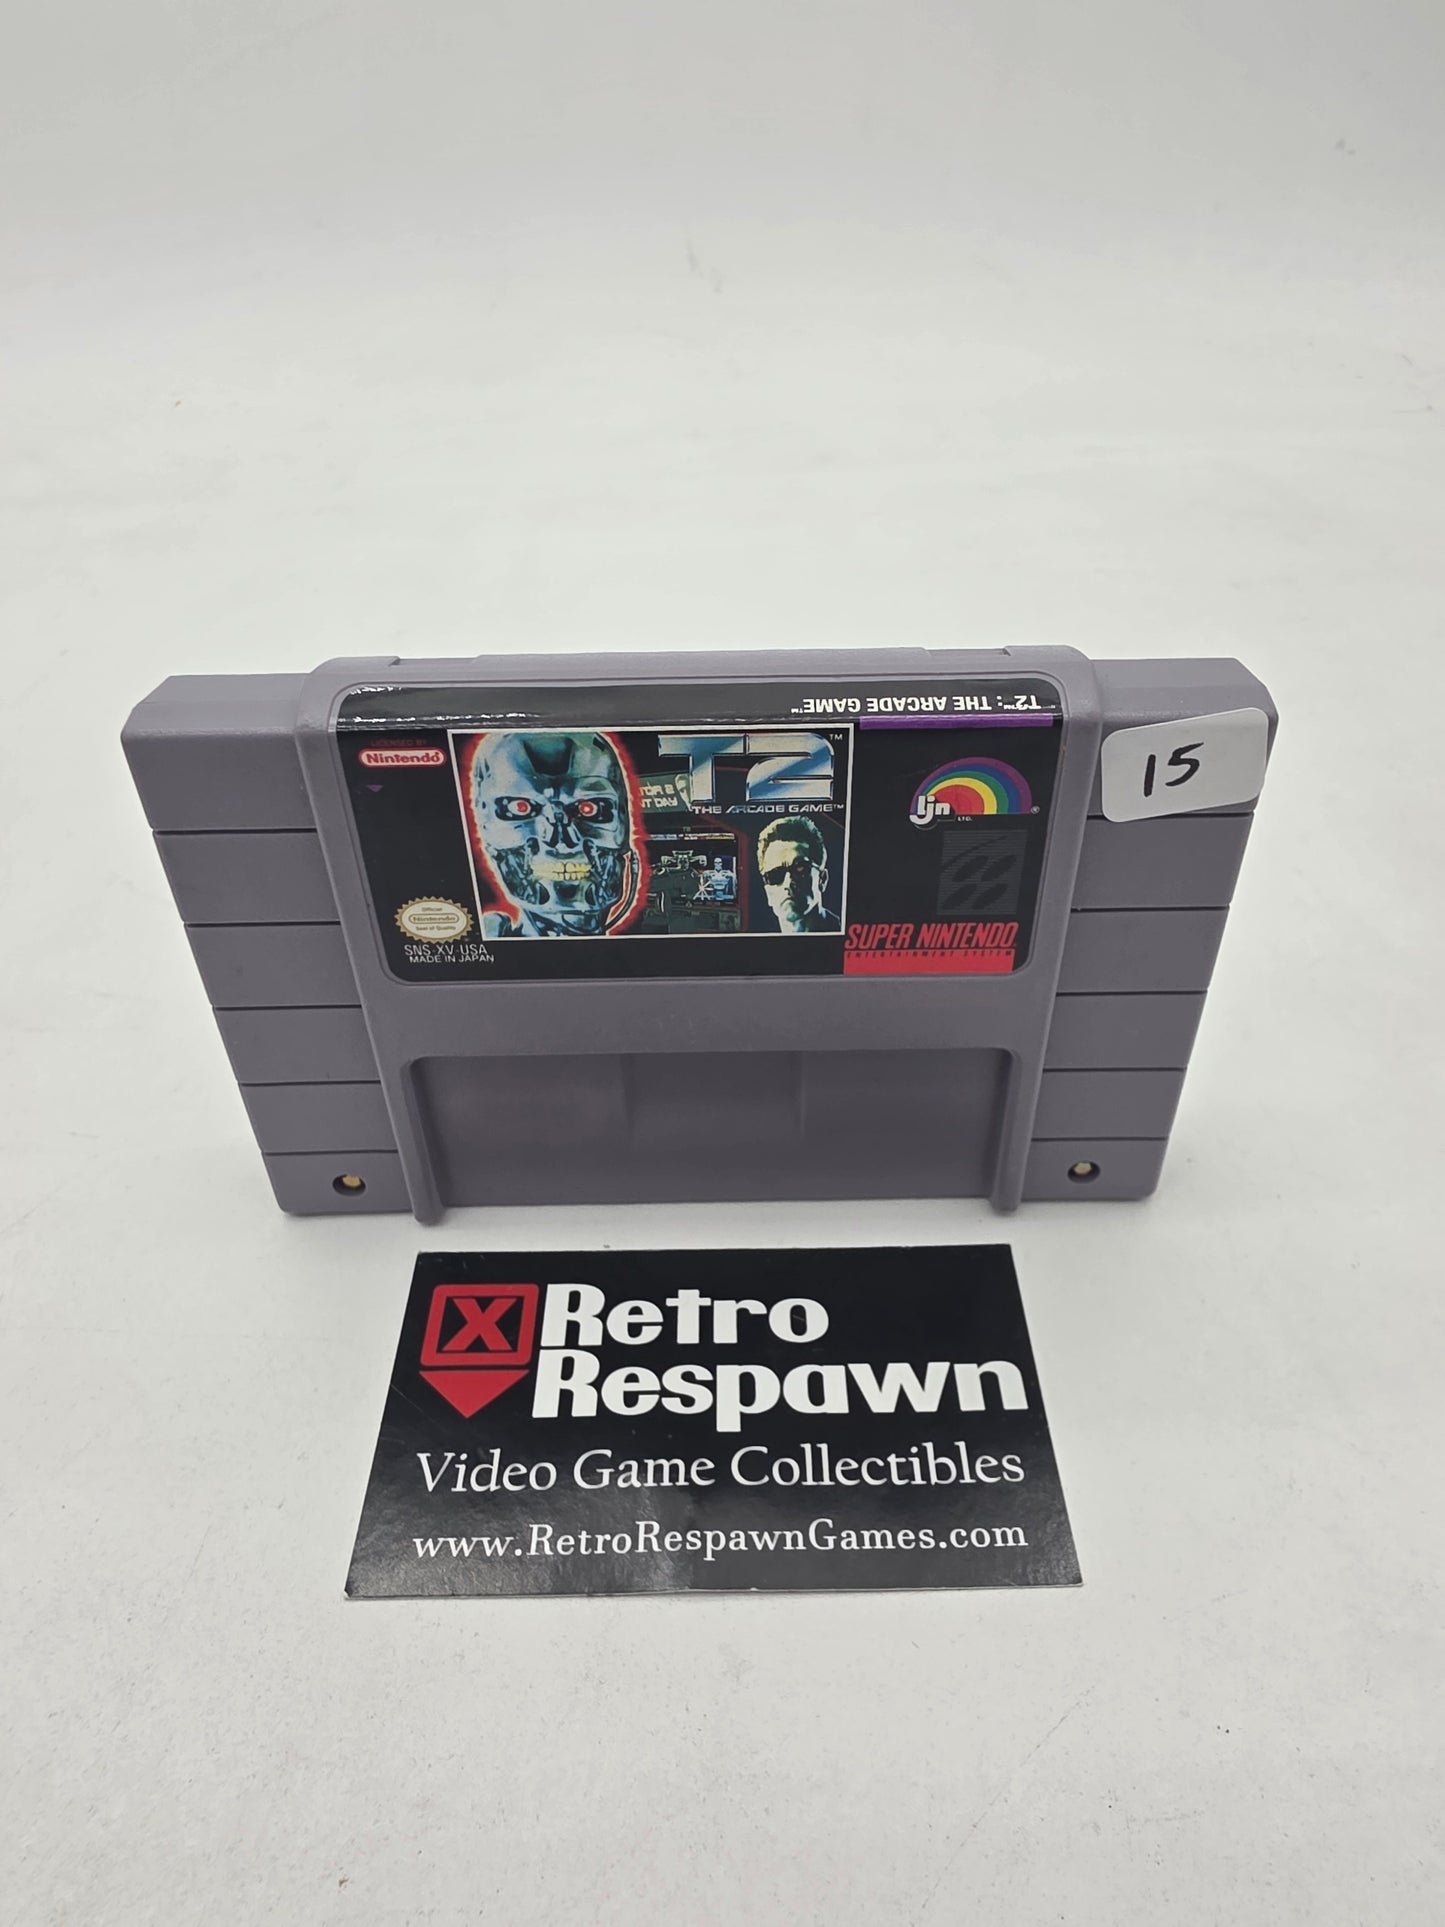 T2™: THE ARCADE GAME™
LICENSED BY
Nintendo
T2™
THE ARCADE GAME™
ljn
LTD.
®
15
Official
Nintendo
Seal of Quality
SNS-XV-USA
MADE IN JAPAN
SUPER NINTENDO
ENTERTAINMENT SYSTEM
X Retro
Respawn
Video Game Collectibles
www.RetroRespawnGames.com